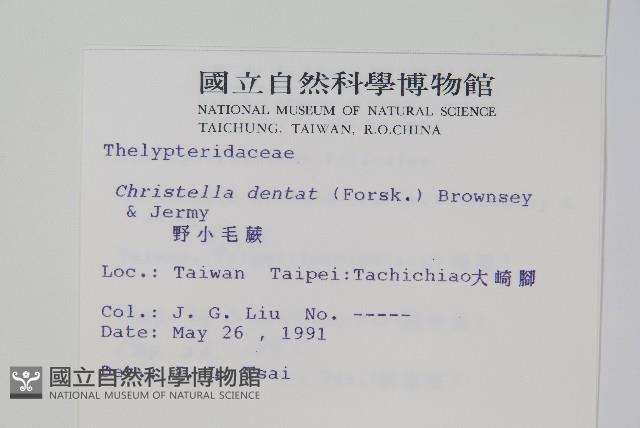 國立自然科學博物館
NATIONAL MUSEUM OF NATURAL SCIENCE
TAICHUNG, TAIWAN, R.O.CHINA
Thelypteridaceae
Christella dentat (Forsk.) Brownsey
& Jermy
野小毛蕨
Loc.: Taiwan Taipei:Tachichiao大崎腳
Col.: J. G. Liu No. -----
Date: May 26 , 1991
國立自然科學博物館
NATIONAL MUSEUM OF NATURAL SCIENCE